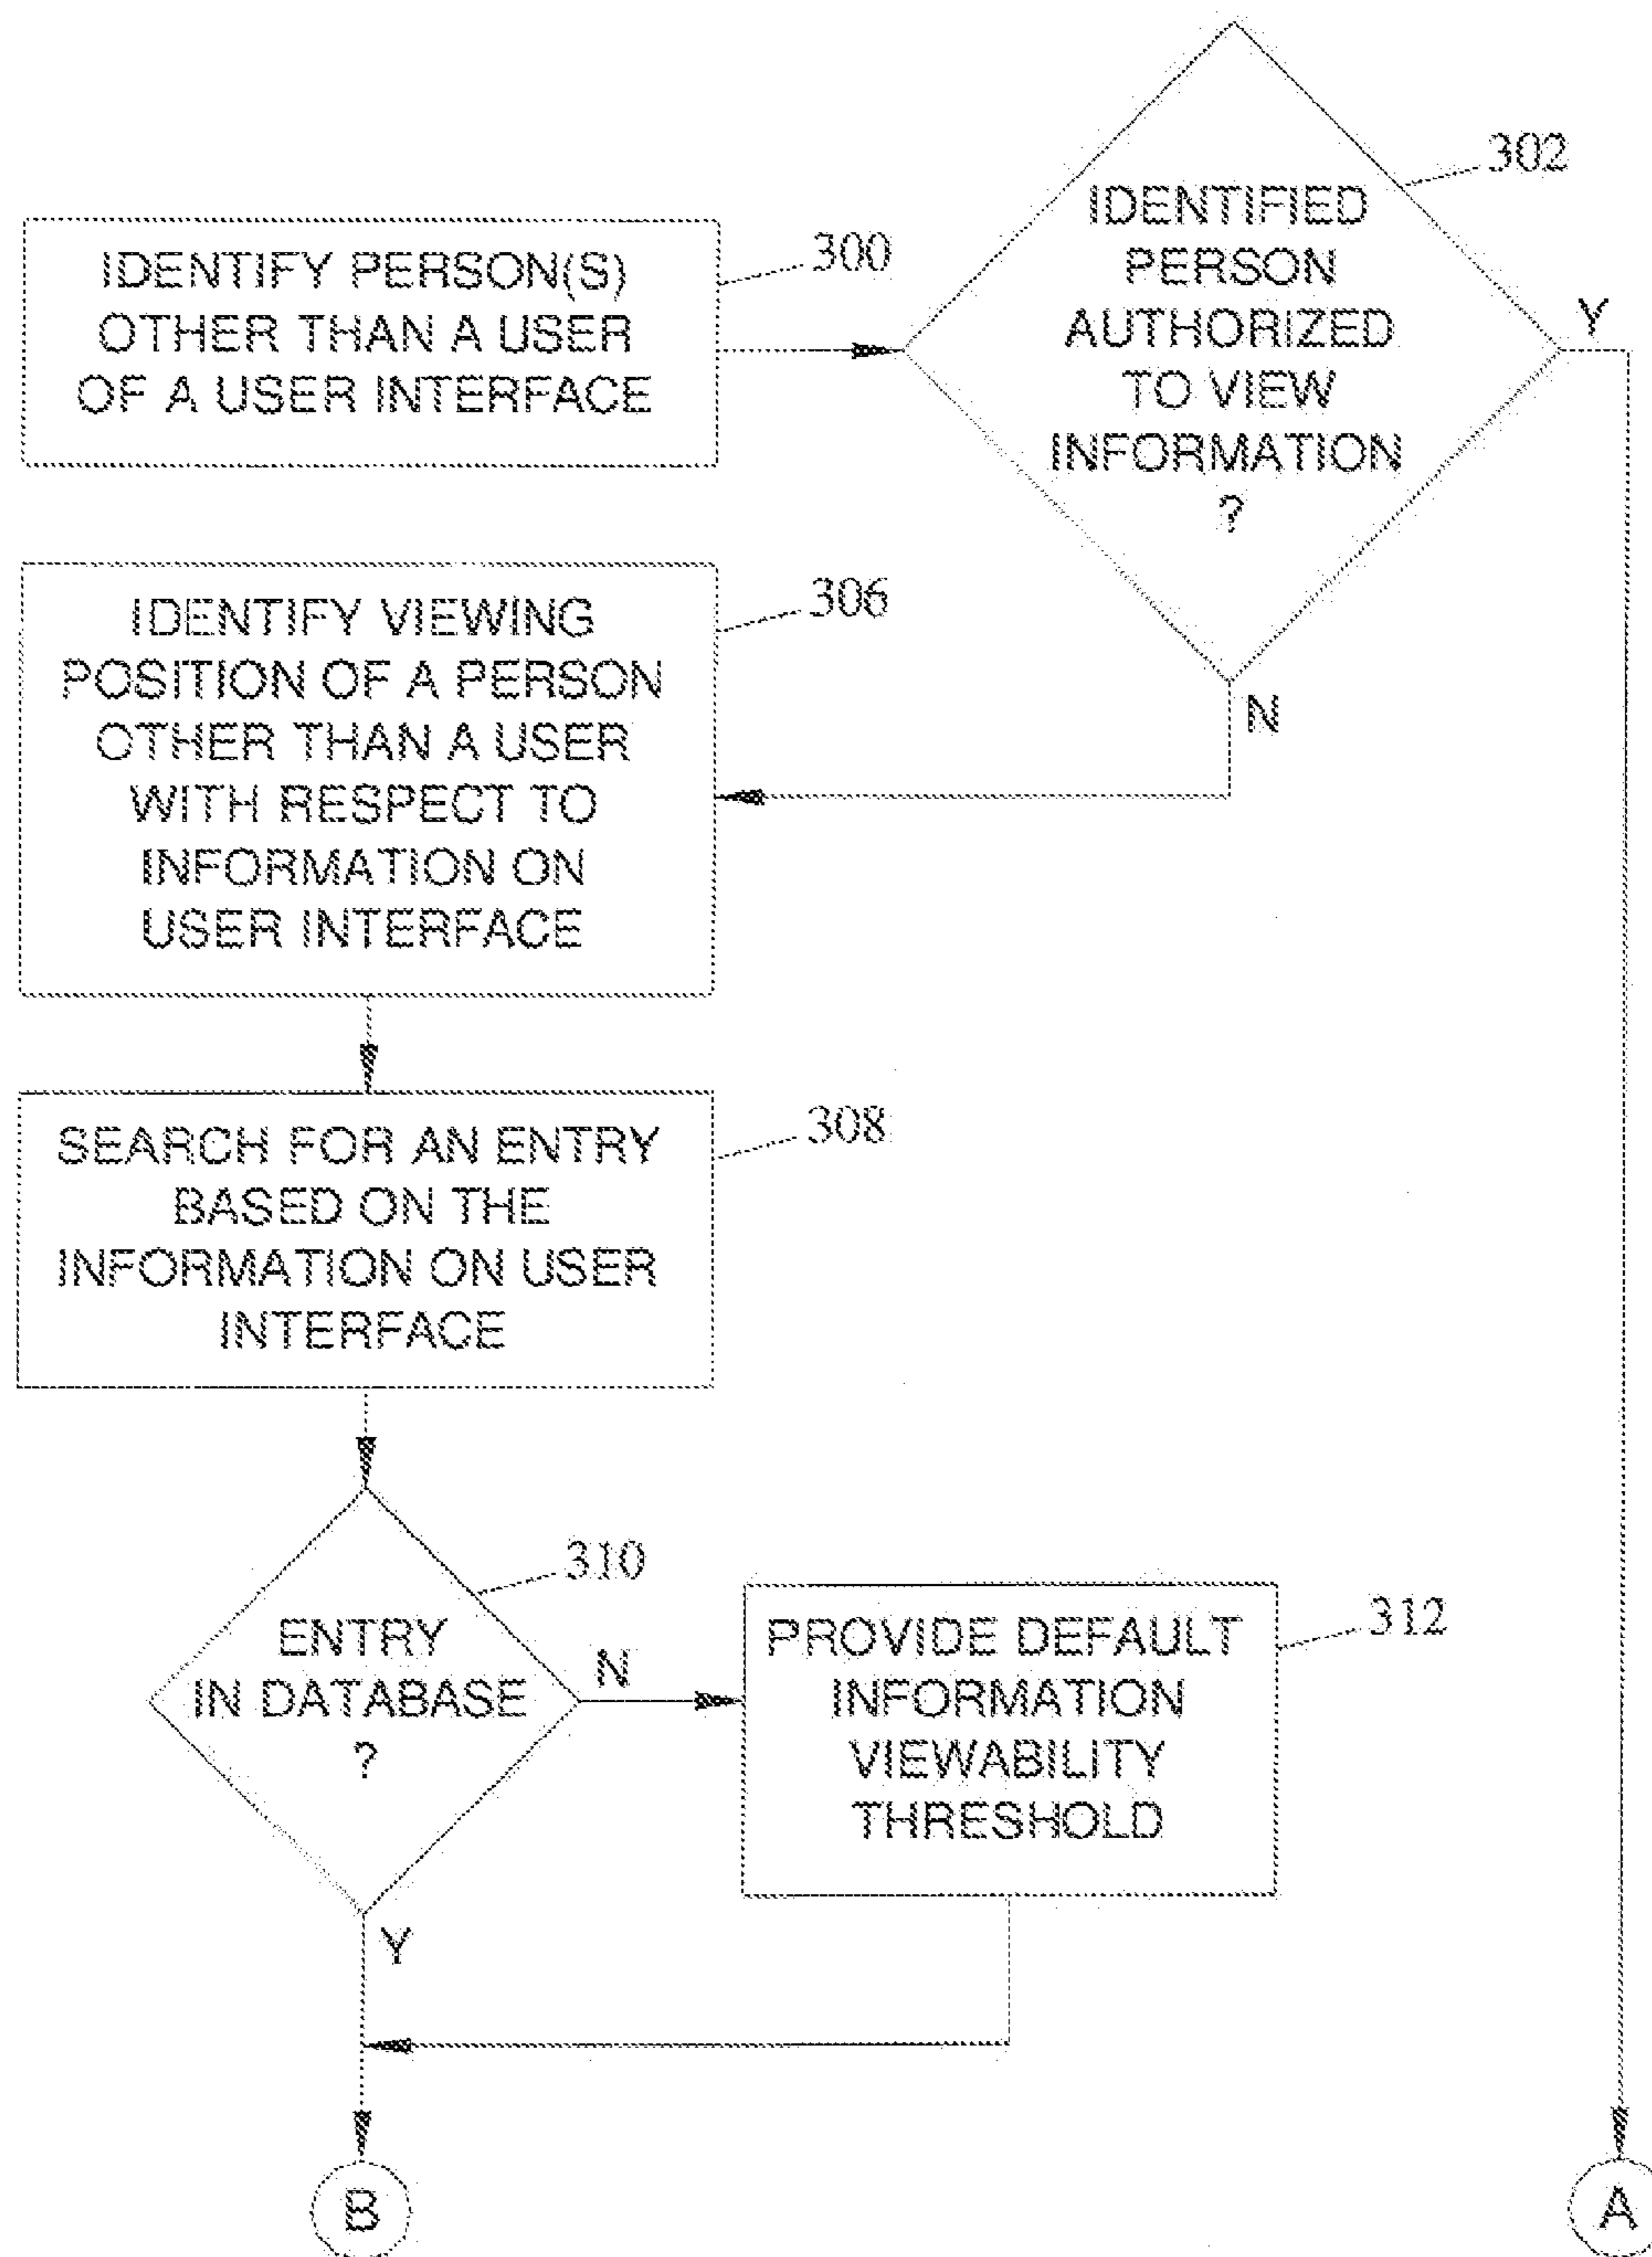 IDENTIFY PERSON(S)
OTHER THAN A USER
OF A USER INTERFACE
300
302
IDENTIFIED
PERSON
AUTHORIZED
TO VIEW
INFORMATION
?
Y
N
306
IDENTIFY VIEWING
POSITION OF A PERSON
OTHER THAN A USER
WITH RESPECT TO
INFORMATION ON
USER INTERFACE
308
SEARCH FOR AN ENTRY
BASED ON THE
INFORMATION ON USER
INTERFACE
310
ENTRY
IN DATABASE
?
N
Y
312
PROVIDE DEFAULT
INFORMATION
VIEWABILITY
THRESHOLD
B
A